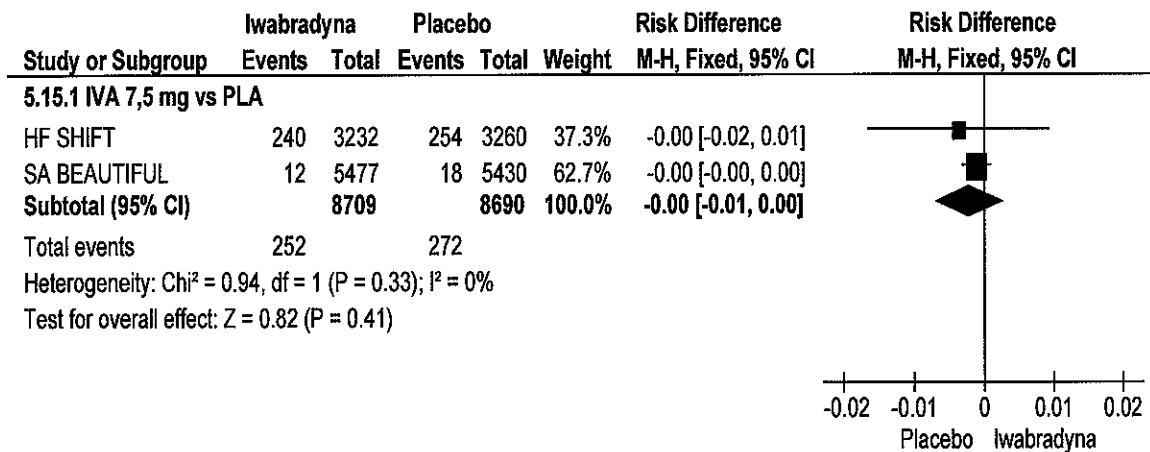 Iwabradyna Placebo Risk Difference Risk Difference
Study or Subgroup Events Total Events Total Weight M-H, Fixed, 95% CI M-H, Fixed, 95% CI
5.15.1 IVA 7,5 mg vs PLA
HF SHIFT 240 3232 254 3260 37.3% -0.00 [-0.02, 0.01]
SA BEAUTIFUL 12 5477 18 5430 62.7% -0.00 [-0.00, 0.00]
Subtotal (95% CI) 8709 8690 100.0% -0.00 [-0.01, 0.00]
Total events 252 272
Heterogeneity: Chi² = 0.94, df = 1 (P = 0.33); I² = 0%
Test for overall effect: Z = 0.82 (P = 0.41)
-0.02 -0.01 0 0.01 0.02
Placebo Iwabradyna